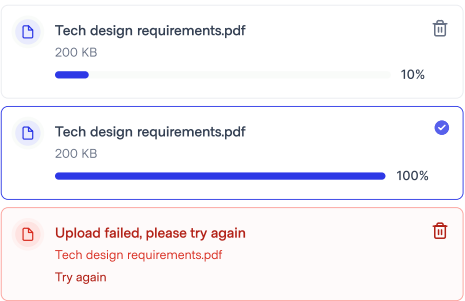 Tech design requirements.pdf
200 KB
10%
Tech design requirements.pdf
200 KB
100%
Upload failed, please try again
Tech design requirements.pdf
Try again